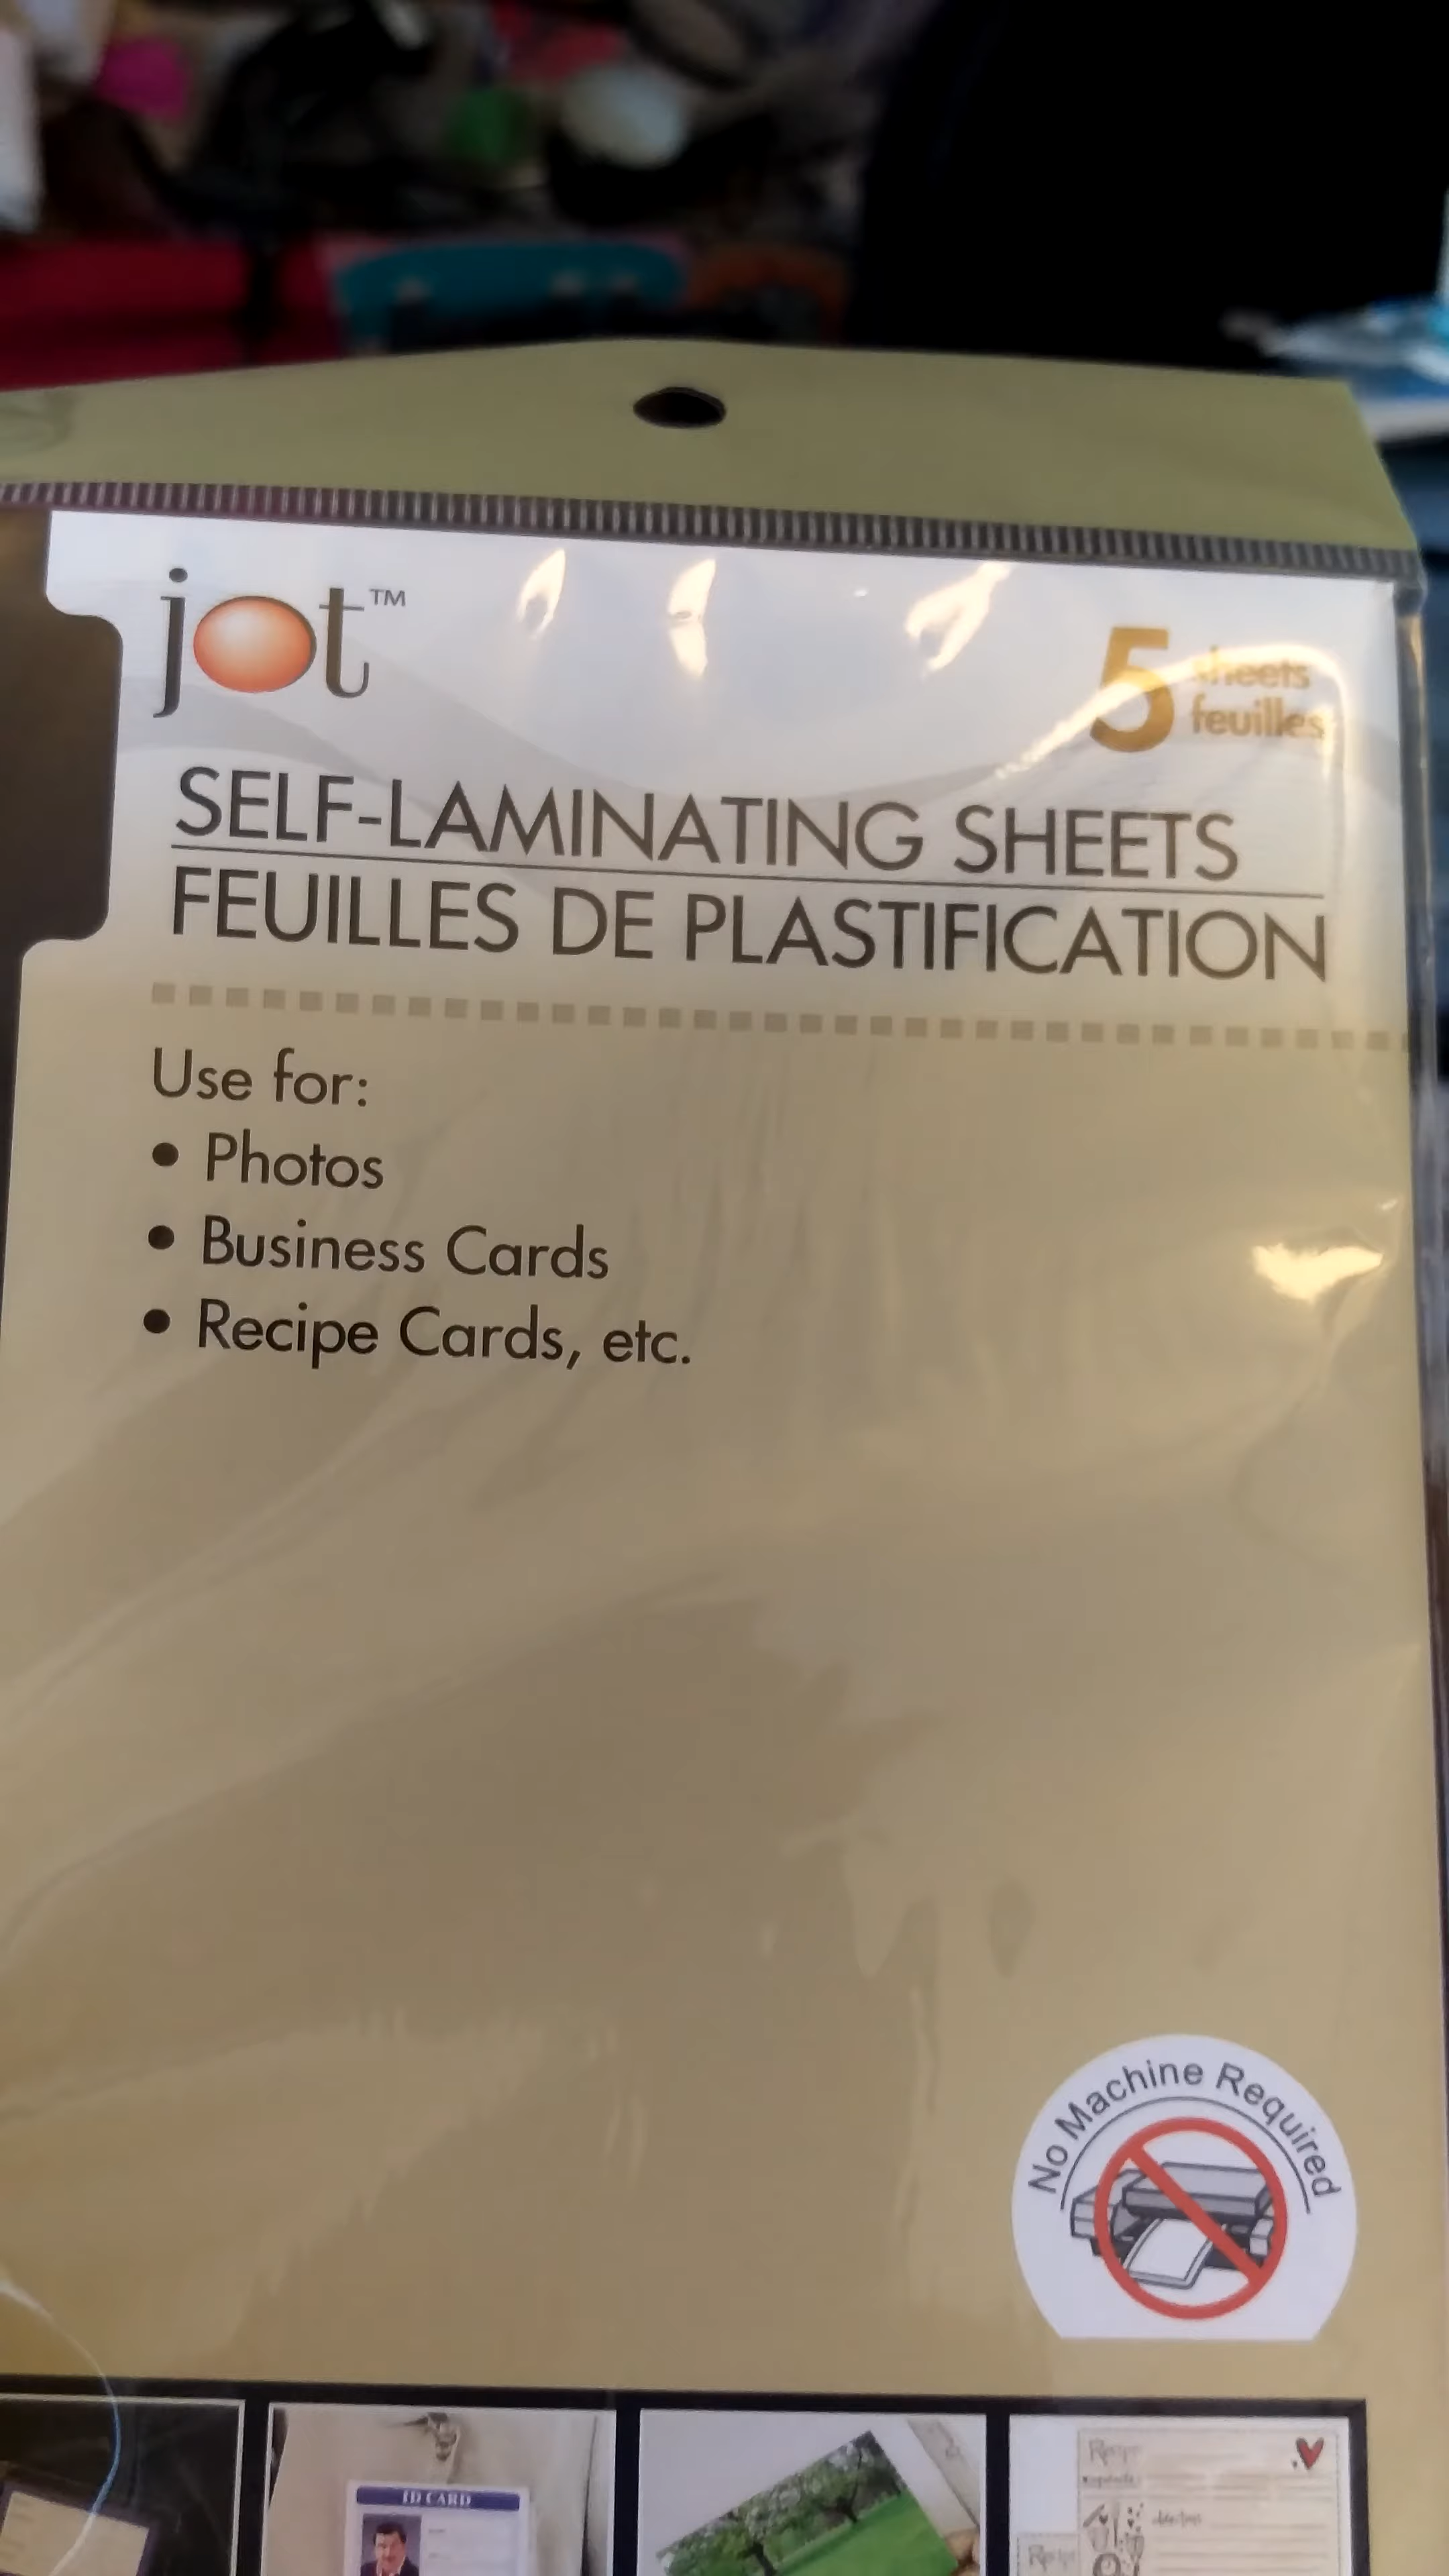 jot™
5 sheets
feuilles
SELF-LAMINATING SHEETS
FEUILLES DE PLASTIFICATION
Use for:
• Photos
• Business Cards
• Recipe Cards, etc.
No Machine Required
ID CARD
Recipe